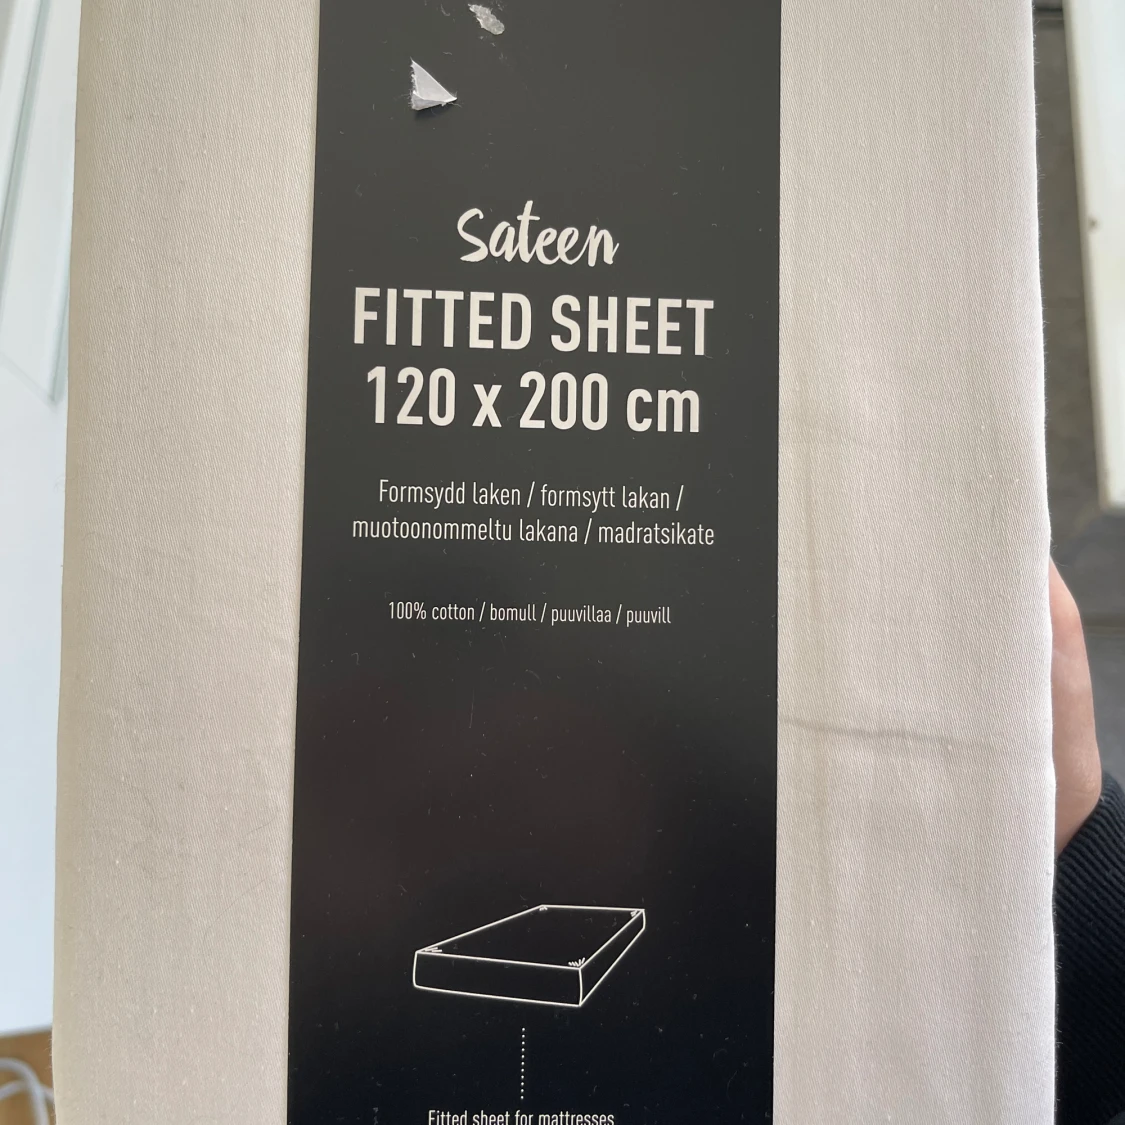 Sateen
FITTED SHEET
120 x 200 cm
Formsydd laken / formsytt lakan /
muotoonommeltu lakana / madratsikate
100% cotton / bomull / puuvillaa / puuvill
Fitted sheet for mattresses